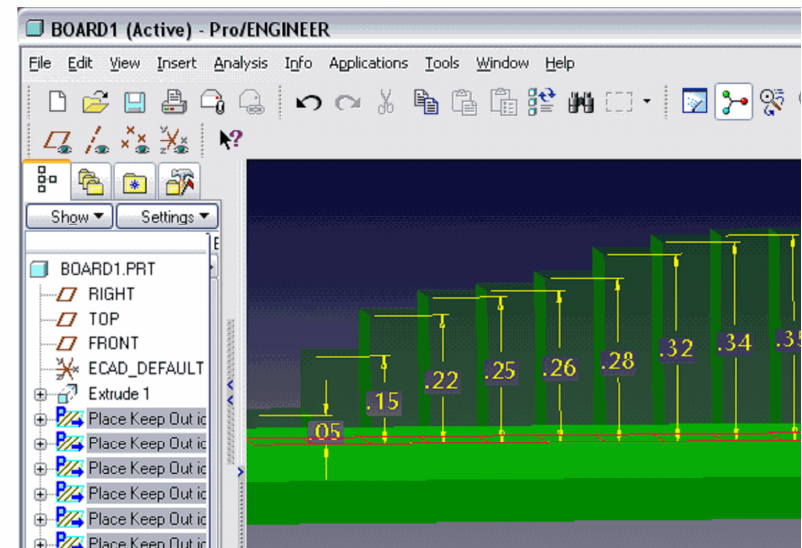 BOARD1 (Active) - Pro/ENGINEER
File Edit View Insert Analysis Info Applications Tools Window Help
Show Settings
BOARD1.PRT
RIGHT
TOP
FRONT
ECAD_DEFAULT
Extrude 1
Place Keep Out
Place Keep Out
Place Keep Out
Place Keep Out
Place Keep Out
Place Keep Out
.05 .15 .22 .25 .26 .28 .32 .34 .35